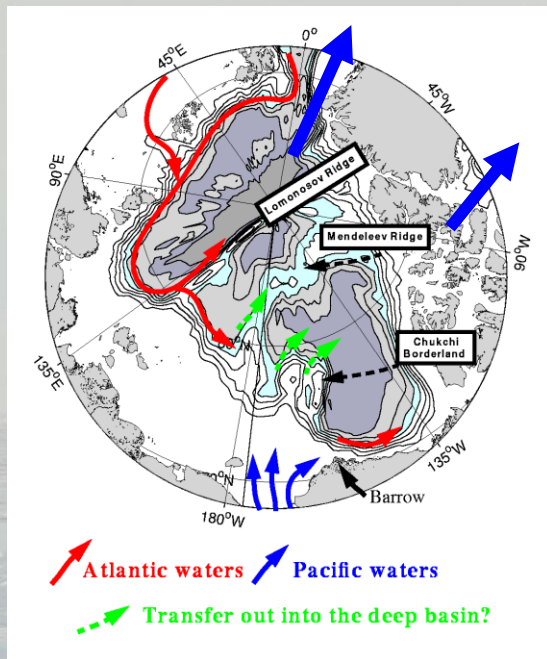 0°
45°E
45°W
90°E
Lomonosov Ridge
Mendeleev Ridge
90°W
Chukchi
Borderland
135°E
135°W
180°W
Barrow
Atlantic waters
Pacific waters
Transfer out into the deep basin?